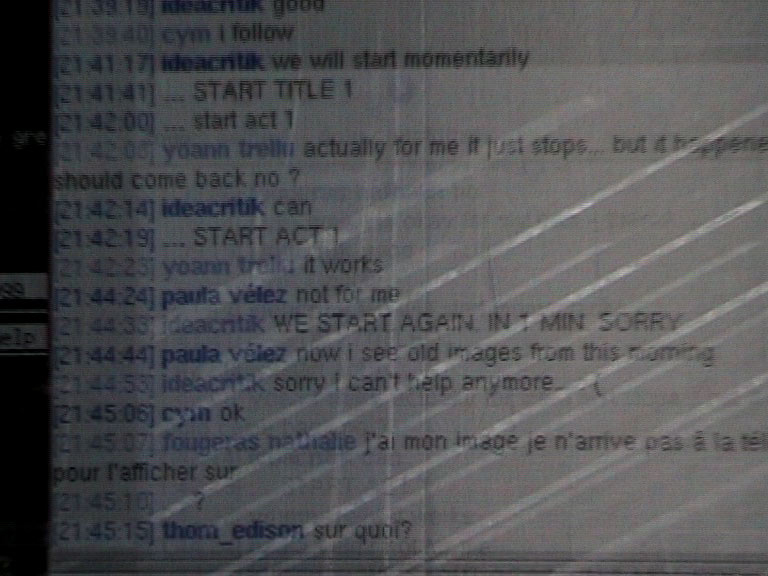 [21:39:19] ideacritik good
[21:39:40] cym i follow
[21:41:17] ideacritik we will start momentarily
[21:41:41] ... START TITLE 1
[21:42:00] ... start act 1
gre
yoann trellu actually for me it just stops... but it happene
should come back no ?
[21:42:14] ideacritik can
[21:42:19] ... START ACT 1
[21:42:23] yoann trellu it works
[21:44:24] paula vélez not for me
[21:44:33] ideacritik WE START AGAIN. IN 1 MIN. SORRY
[21:44:44] paula vélez now i see old images from this morning
elp
[21:44:53] ideacritik sorry i can't help anymore...
[21:45:06] cym ok
[21:45:07] fougeras nathalie j'ai mon image je n'arrive pas à la tél
pour l'afficher sur
[21:45:10] ?
[21:45:15] thom_edison sur quoi?